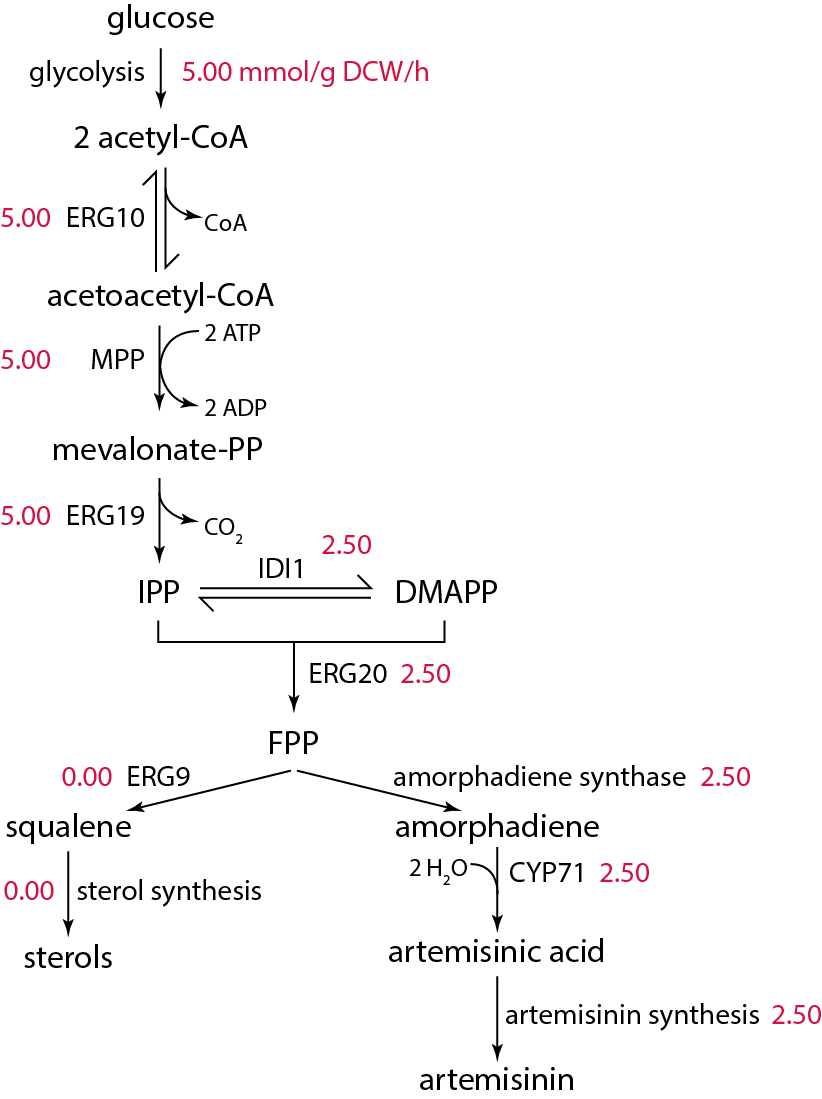 glucose
glycolysis 5.00 mmol/g DCW/h
2 acetyl-CoA
5.00 ERG10 CoA
acetoacetyl-CoA
2 ATP
5.00 MPP
2 ADP
mevalonate-PP
5.00 ERG19 CO₂
2.50
IDI1
IPP DMAPP
ERG20 2.50
FPP
0.00 ERG9 amorphadiene synthase 2.50
squalene amorphadiene
2 H₂O CYP71 2.50
0.00 sterol synthesis
sterols artemisinic acid
artemisinin synthesis 2.50
artemisinin